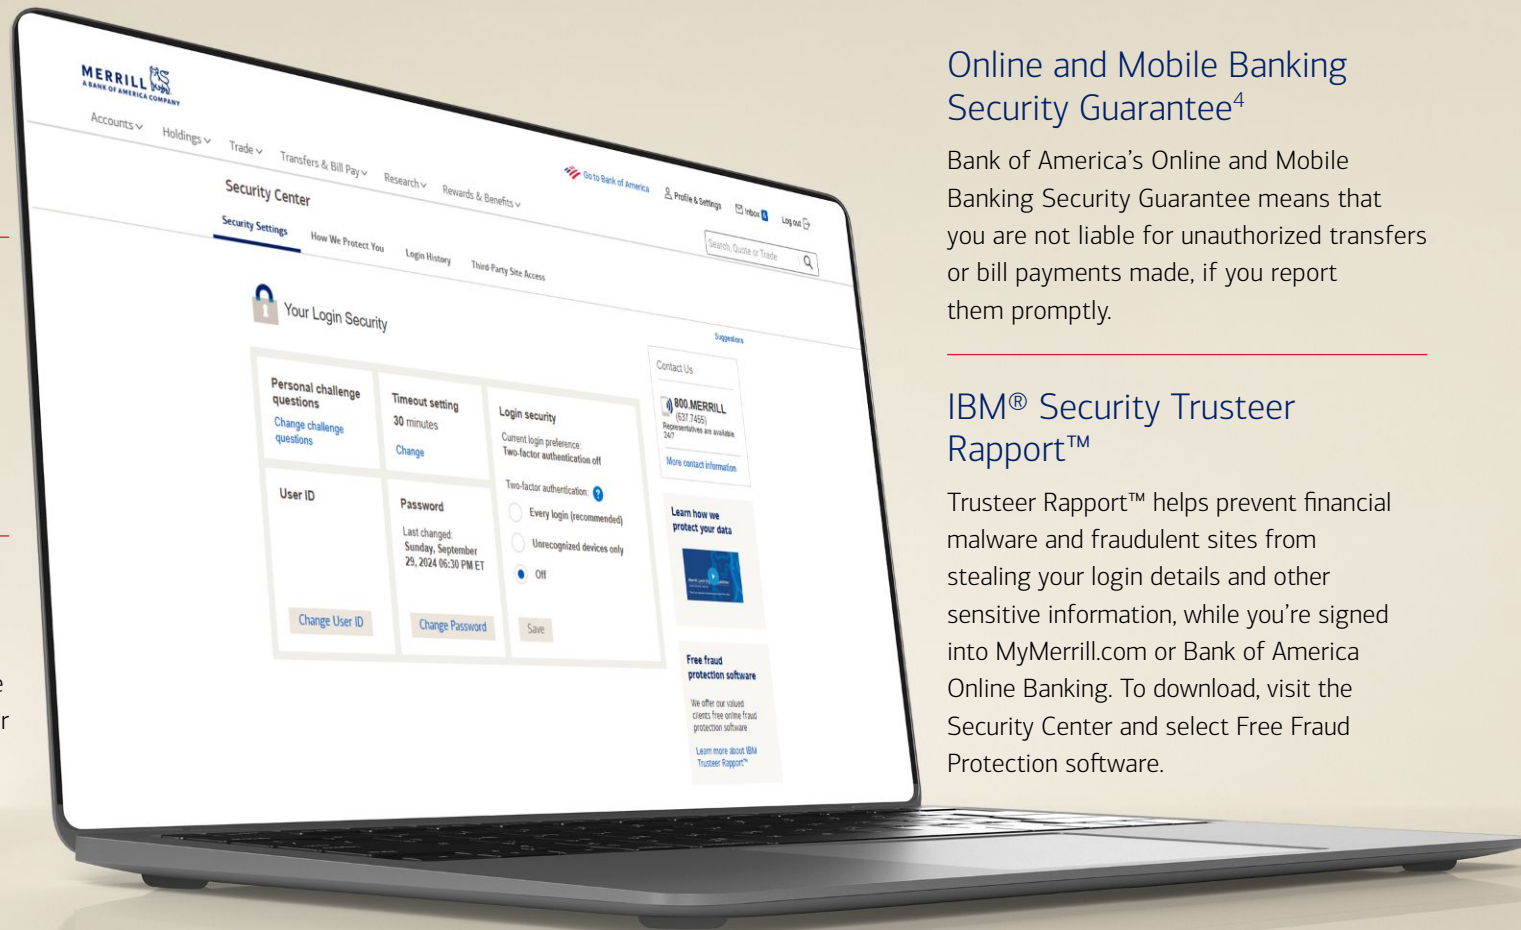 MERRILL
A BANK OF AMERICA COMPANY
Go to Bank of America
Profile & Settings
Inbox
Log out
Accounts
Holdings
Trade
Transfers & Bill Pay
Research
Rewards & Benefits
Search, Quote or Trade
Security Center
Security Settings
How We Protect You
Login History
Third-Party Site Access
Your Login Security
Suggestions
Personal challenge
questions
Change challenge
questions
Timeout setting
30 minutes
Change
Login security
Current login preference:
Two-factor authentication off
Two-factor authentication: ?
Every login (recommended)
Unrecognized devices only
Off
Save
User ID
Change User ID
Password
Last changed:
Sunday, September
29, 2024 06:30 PM ET
Change Password
Contact Us
800.MERRILL
(637.7455)
Representatives are available
24/7
More contact information
Learn how we
protect your data
Free fraud
protection software
We offer our valued
clients free online fraud
protection software
Learn more about IBM
Trusteer Rapport™
Online and Mobile Banking
Security Guarantee⁴
Bank of America’s Online and Mobile
Banking Security Guarantee means that
you are not liable for unauthorized transfers
or bill payments made, if you report
them promptly.
IBM® Security Trusteer
Rapport™
Trusteer Rapport™ helps prevent financial
malware and fraudulent sites from
stealing your login details and other
sensitive information, while you’re signed
into MyMerrill.com or Bank of America
Online Banking. To download, visit the
Security Center and select Free Fraud
Protection software.